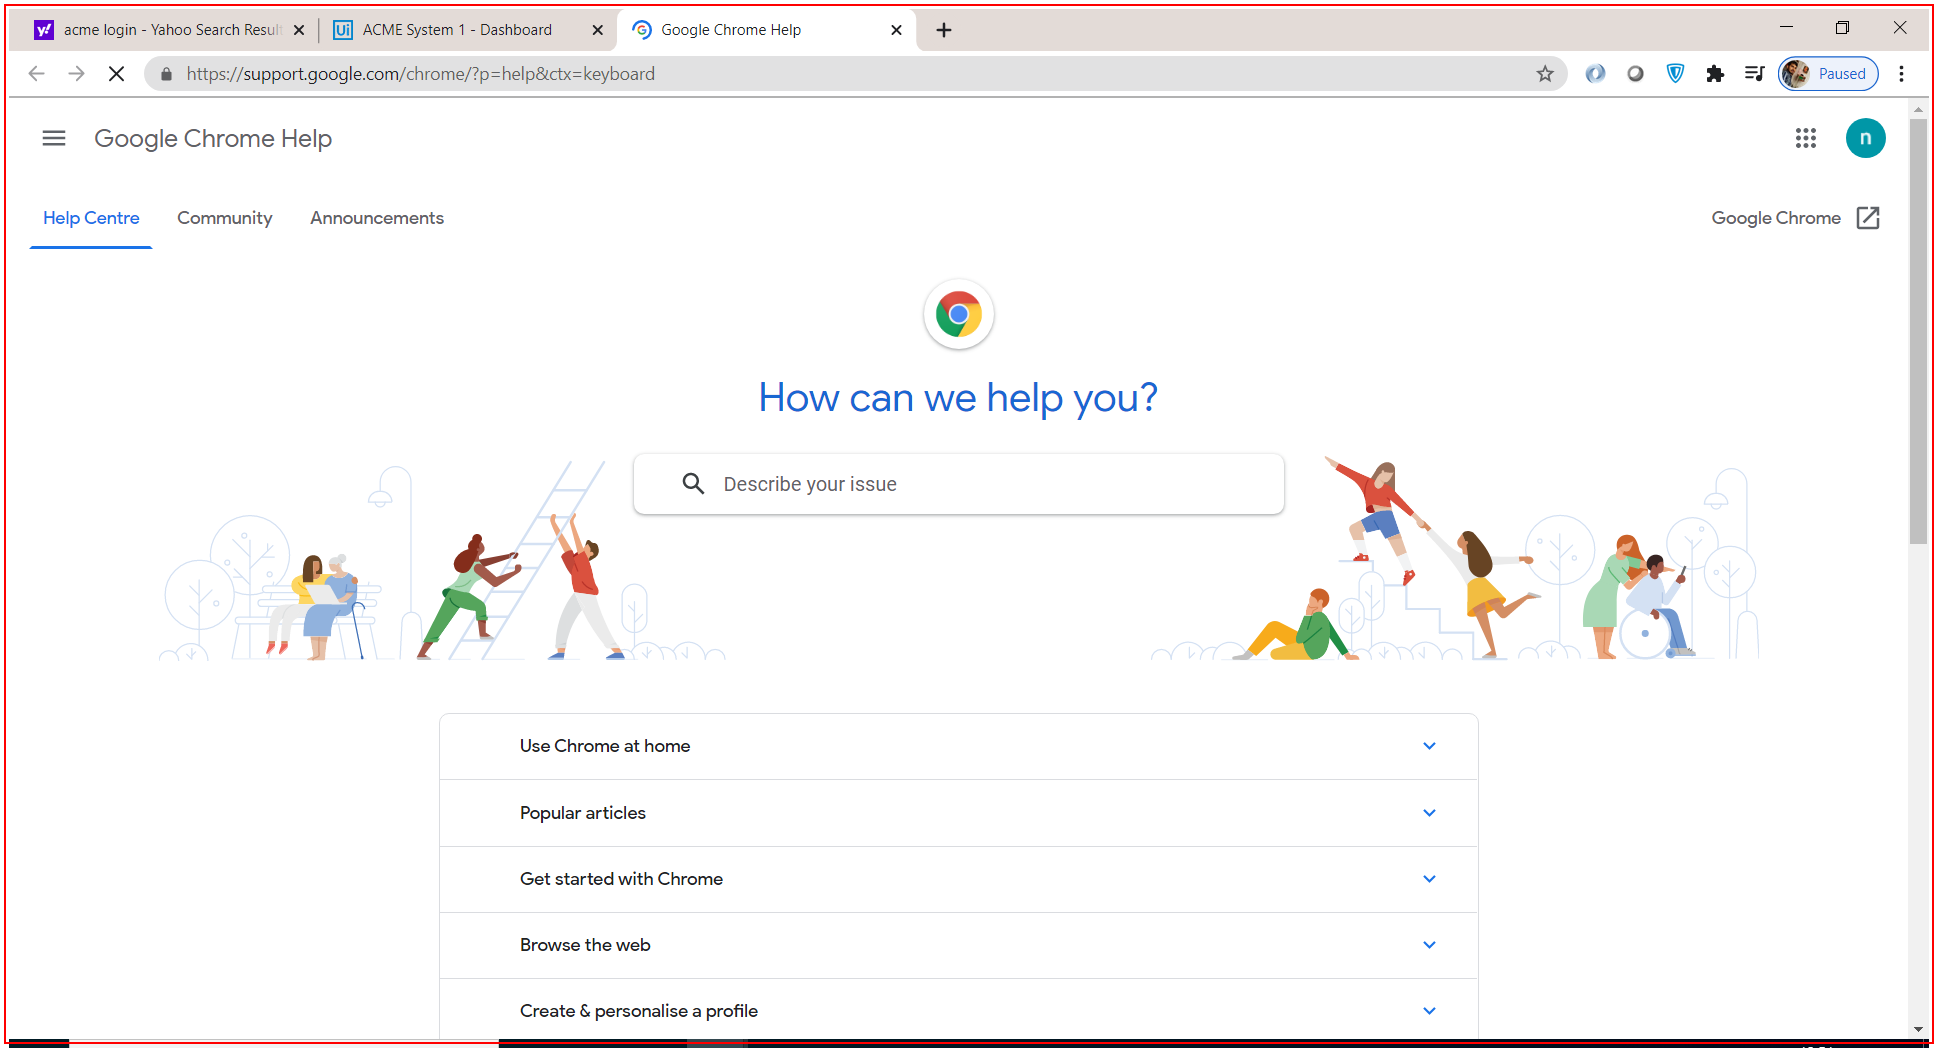 acme login - Yahoo Search Result
ACME System 1 - Dashboard
Google Chrome Help
https://support.google.com/chrome/?p=help&ctx=keyboard
Paused
Google Chrome Help
n
Help Centre
Community
Announcements
Google Chrome
How can we help you?
Describe your issue
Use Chrome at home
Popular articles
Get started with Chrome
Browse the web
Create & personalise a profile